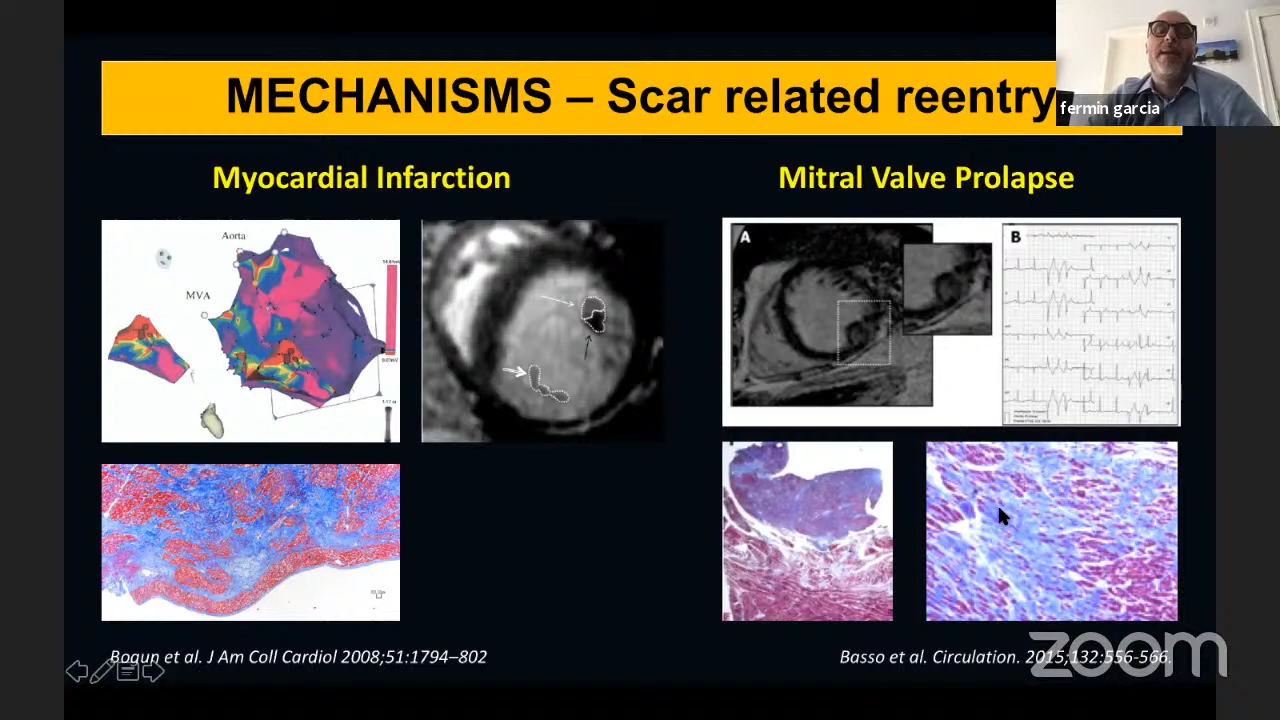 MECHANISMS – Scar related reentry
fermin garcia
Myocardial Infarction
Mitral Valve Prolapse
Aorta
MVA
A
B
Bogun et al. J Am Coll Cardiol 2008;51:1794–802
Basso et al. Circulation. 2015;132:556-566.
zoom